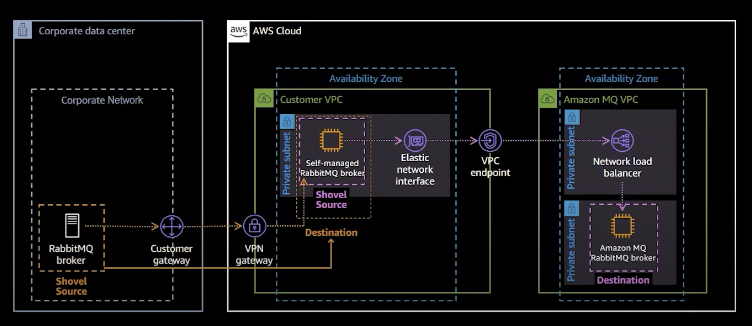 Corporate data center
Corporate Network
RabbitMQ
broker
Shovel
Source
Customer
gateway
aws
AWS Cloud
Availability Zone
Customer VPC
Private subnet
Self-managed
RabbitMQ broker
Shovel
Source
Destination
VPN
gateway
Elastic
network
interface
VPC
endpoint
Availability Zone
Amazon MQ VPC
Private subnet
Network load
balancer
Private subnet
Amazon MQ
RabbitMQ broker
Destination